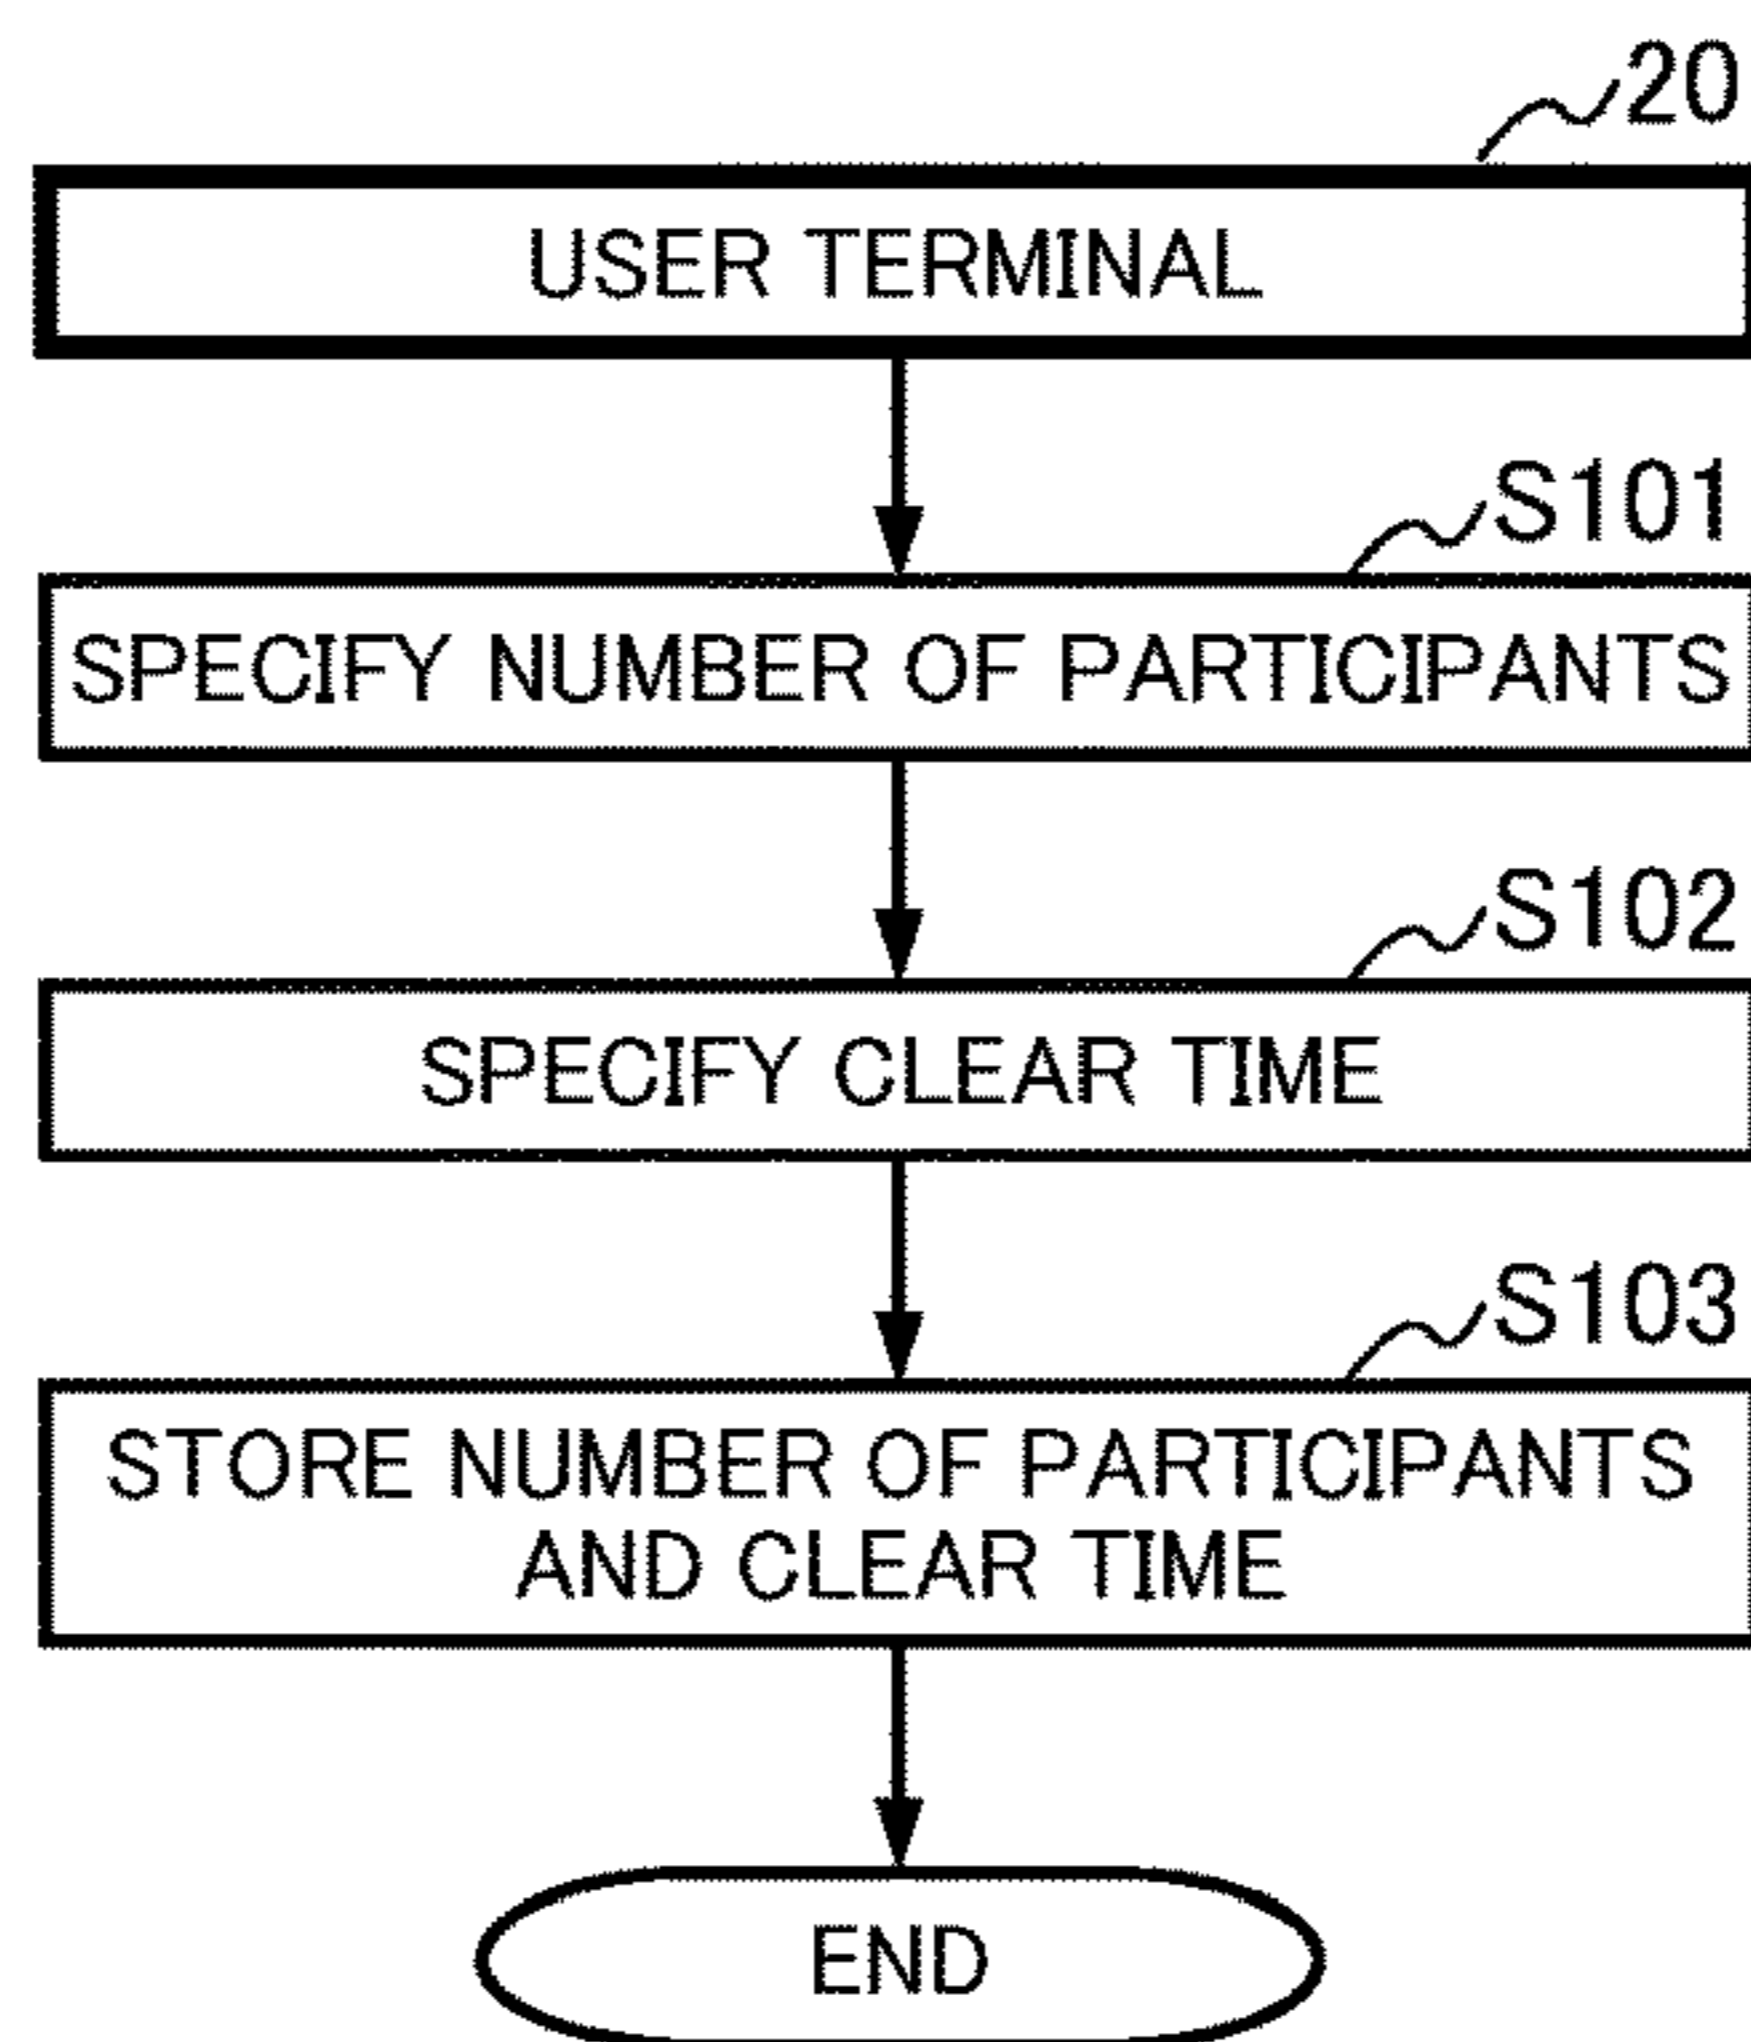 20
USER TERMINAL
S101
SPECIFY NUMBER OF PARTICIPANTS
S102
SPECIFY CLEAR TIME
S103
STORE NUMBER OF PARTICIPANTS
AND CLEAR TIME
END